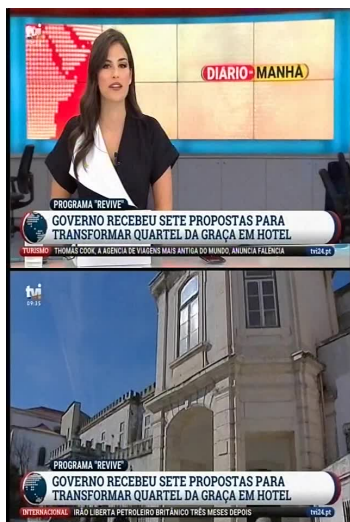 tvi
DIÁRIO DA MANHÃ
PROGRAMA "REVIVE"
GOVERNO RECEBEU SETE PROPOSTAS PARA
TRANSFORMAR QUARTEL DA GRAÇA EM HOTEL
TURISMO THOMAS COOK, A AGÊNCIA DE VIAGENS MAIS ANTIGA DO MUNDO, ANUNCIA FALÊNCIA tvi24.pt
tvi
09:25
PROGRAMA "REVIVE"
GOVERNO RECEBEU SETE PROPOSTAS PARA
TRANSFORMAR QUARTEL DA GRAÇA EM HOTEL
INTERNACIONAL IRÃO LIBERTA PETROLEIRO BRITÂNICO TRÊS MESES DEPOIS tvi24.pt